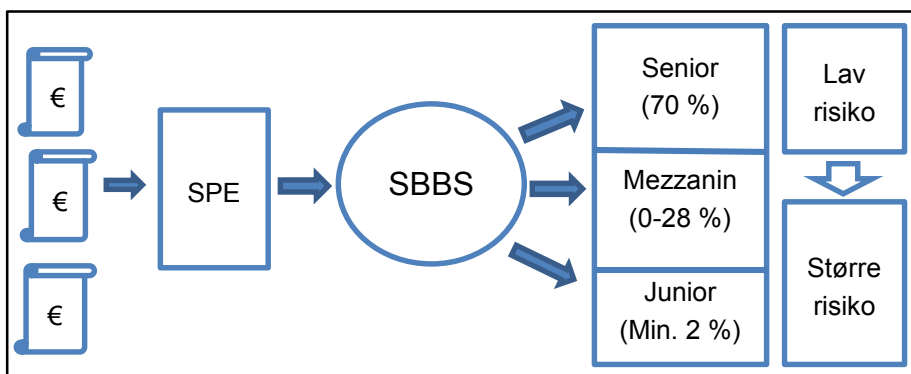 €
€
€
SPE
SBBS
Senior
(70 %)
Mezzanin
(0-28 %)
Junior
(Min. 2 %)
Lav
risiko
Større
risiko